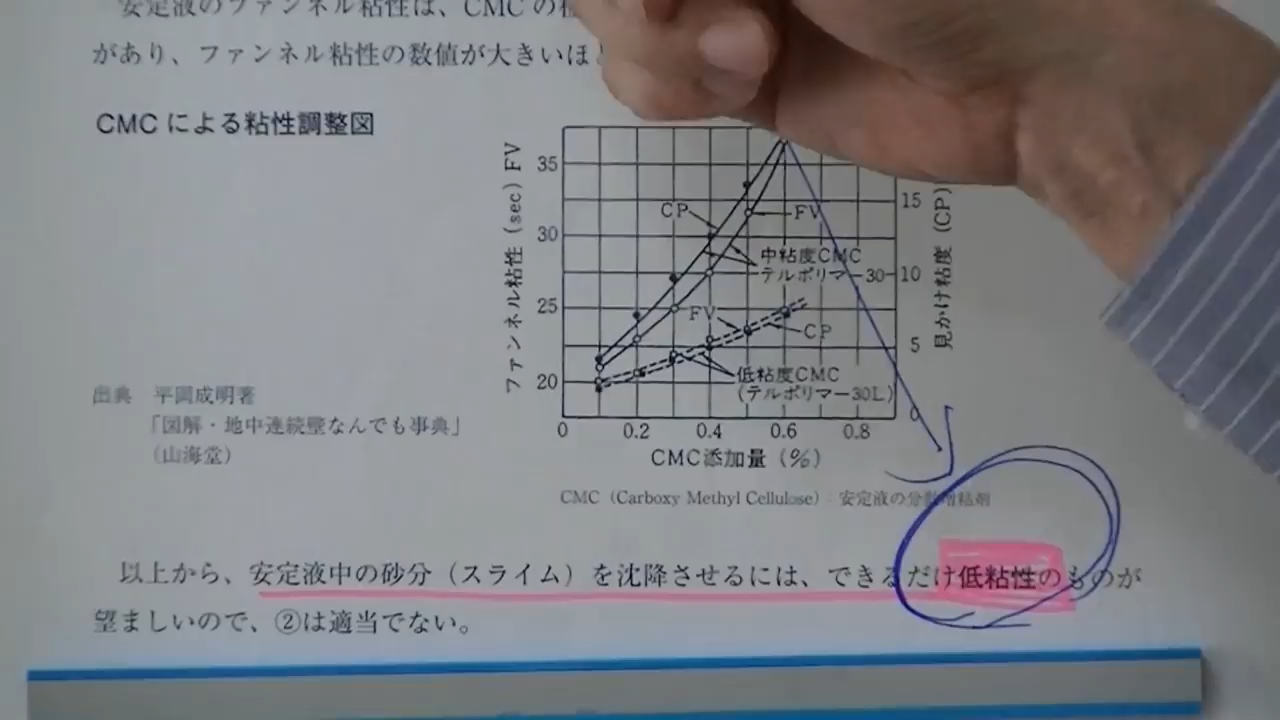 安定液のファンネル粘性は、CMCの
があり、ファンネル粘性の数値が大きいほ
CMCによる粘性調整図
ファンネル粘性 (sec) FV
35
30
25
20
15
10
5
0
見かけ粘度 (CP)
CP
FV
中粘度CMC
テルポリマー30
FV
CP
低粘度CMC
(テルポリマー30L)
0
0.2
0.4
0.6
0.8
CMC添加量 (%)
CMC (Carboxy Methyl Cellulose) : 安定液の分散増粘剤
出典 平岡成明著
「図解・地中連続壁なんでも事典」
(山海堂)
以上から、安定液中の砂分(スライム)を沈降させるには、できるだけ低粘性のものが
望ましいので、②は適当でない。